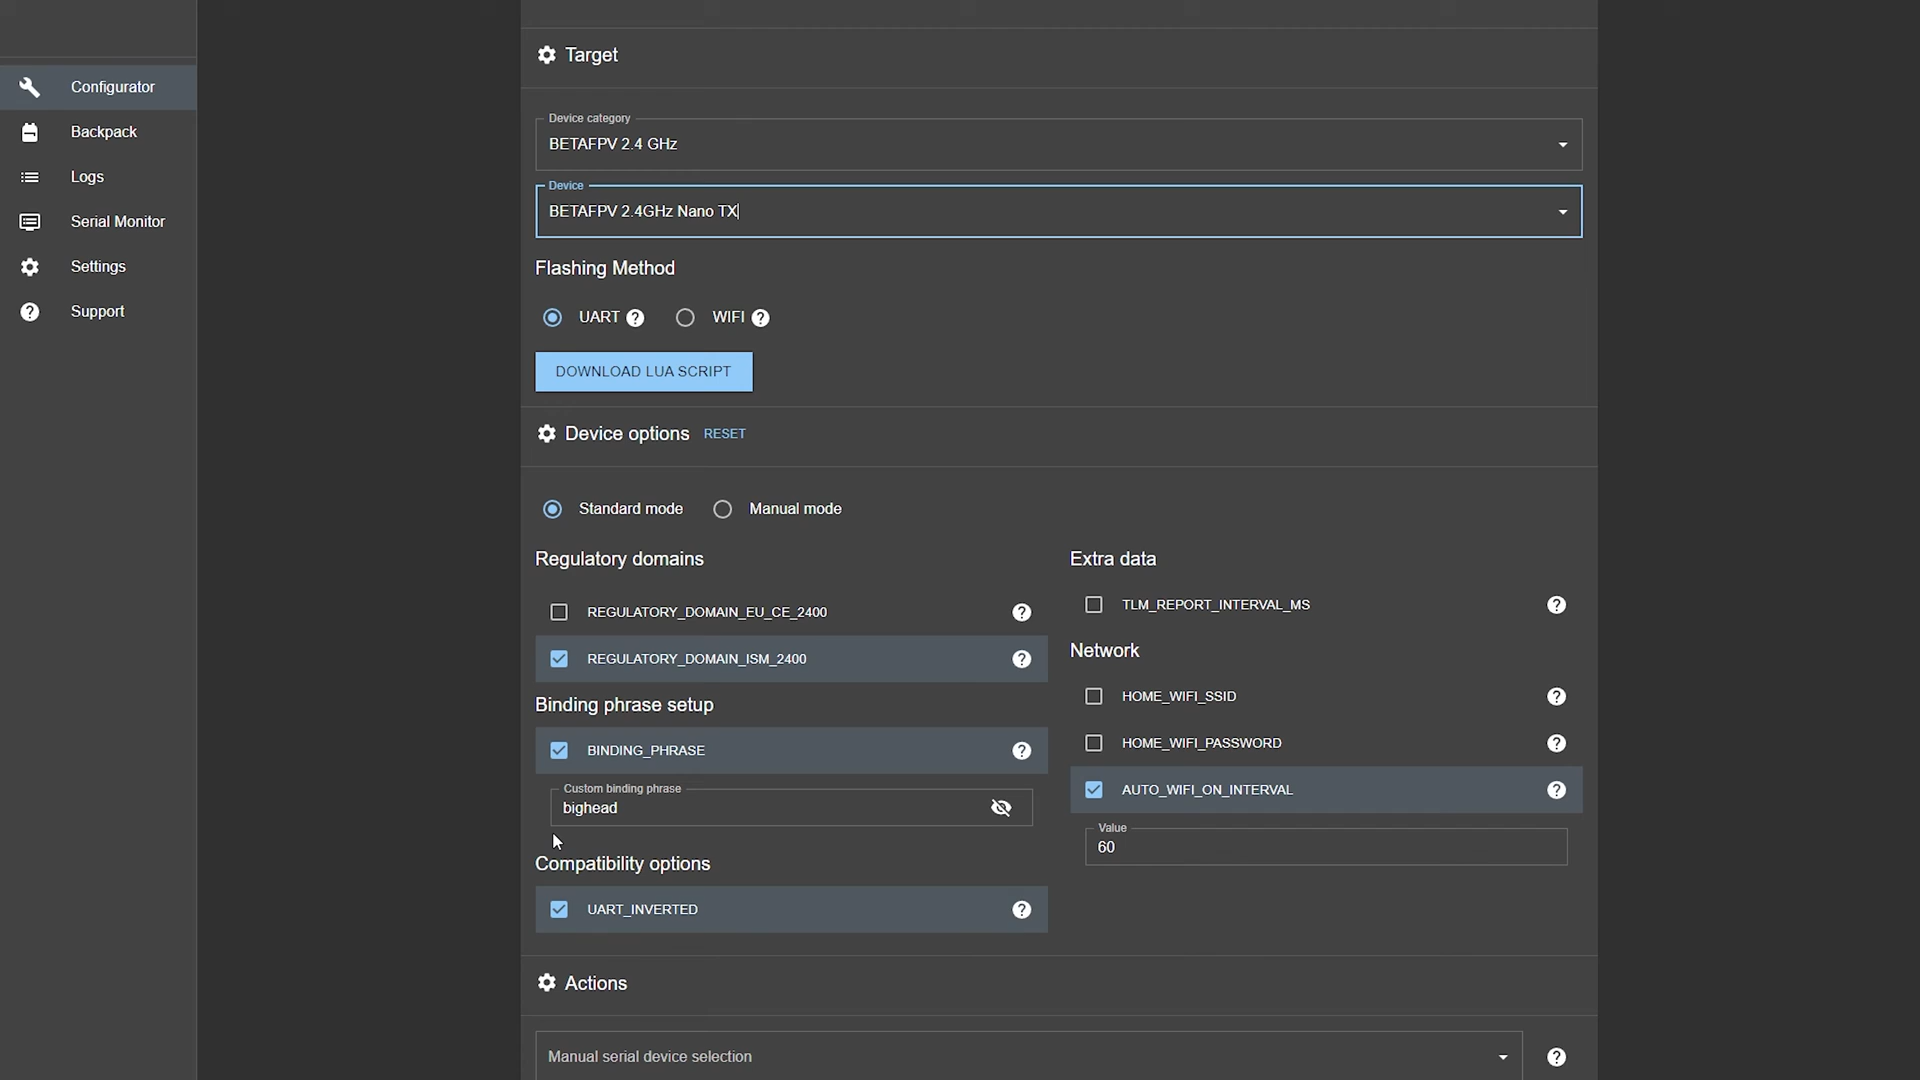 Configurator
Backpack
Logs
Serial Monitor
Settings
Support
Target
Device category
BETAFPV 2.4 GHz
Device
BETAFPV 2.4GHz Nano TX
Flashing Method
UART ? WIFI ?
DOWNLOAD LUA SCRIPT
Device options RESET
Standard mode Manual mode
Regulatory domains
REGULATORY_DOMAIN_EU_CE_2400 ?
REGULATORY_DOMAIN_ISM_2400 ?
Binding phrase setup
BINDING_PHRASE ?
Custom binding phrase
bighead
Compatibility options
UART_INVERTED ?
Extra data
TLM_REPORT_INTERVAL_MS ?
Network
HOME_WIFI_SSID ?
HOME_WIFI_PASSWORD ?
AUTO_WIFI_ON_INTERVAL ?
Value
60
Actions
Manual serial device selection ?